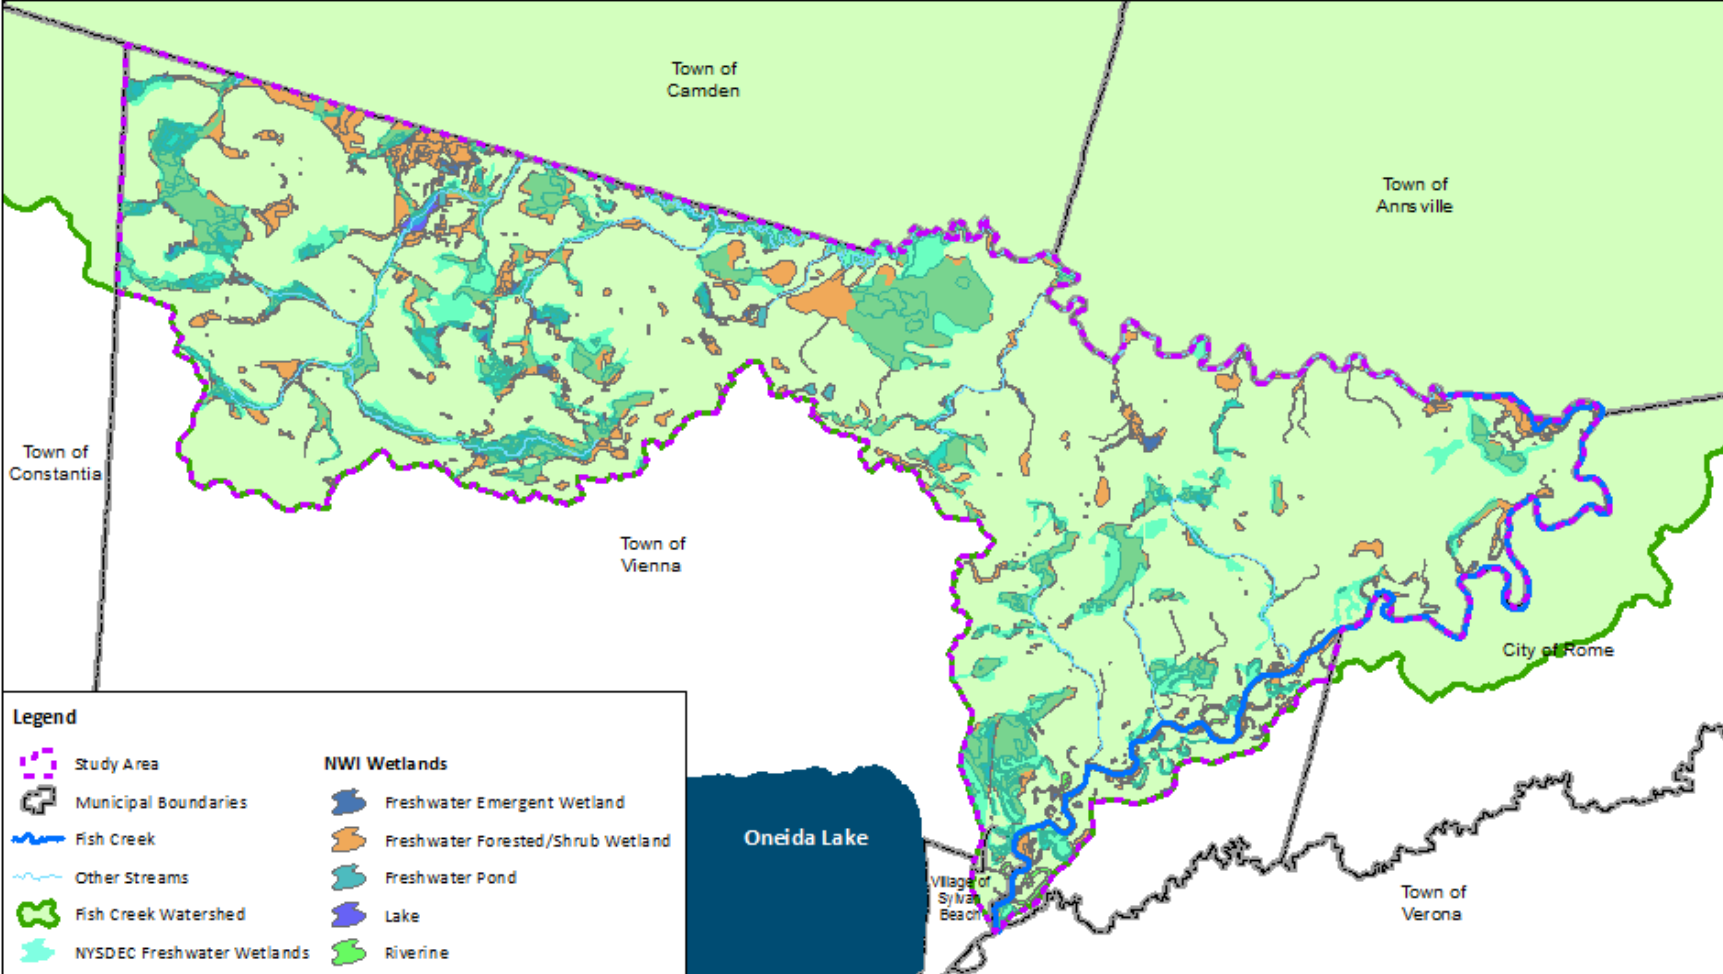 Town of
Camden
Town of
Annsville
Town of
Constantia
Town of
Vienna
City of Rome
Oneida Lake
Village of
Sylvan
Beach
Town of
Verona
Legend
Study Area
Municipal Boundaries
Fish Creek
Other Streams
Fish Creek Watershed
NYSDEC Freshwater Wetlands
NWI Wetlands
Freshwater Emergent Wetland
Freshwater Forested/Shrub Wetland
Freshwater Pond
Lake
Riverine